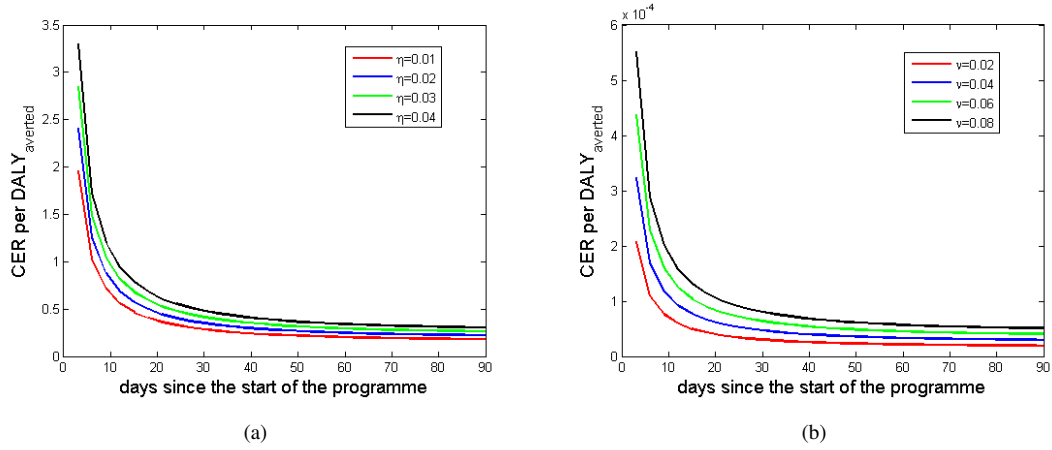 3.5
3
2.5
2
1.5
1
0.5
0
CER per DALY averted
η=0.01
η=0.02
η=0.03
η=0.04
0 10 20 30 40 50 60 70 80 90
days since the start of the programme
(a)
x 10⁻⁴
6
5
4
3
2
1
0
CER per DALY averted
ν=0.02
ν=0.04
ν=0.06
ν=0.08
0 10 20 30 40 50 60 70 80 90
days since the start of the programme
(b)